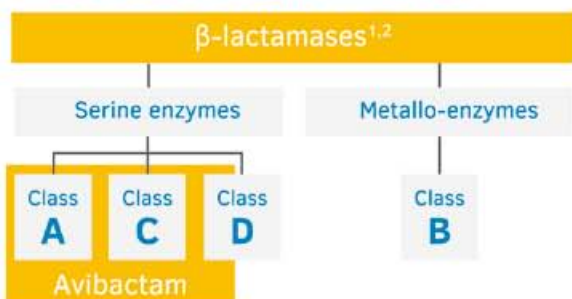 β-lactamases¹,²
Serine enzymes
Metallo-enzymes
Class
A
Class
C
Class
D
Class
B
Avibactam